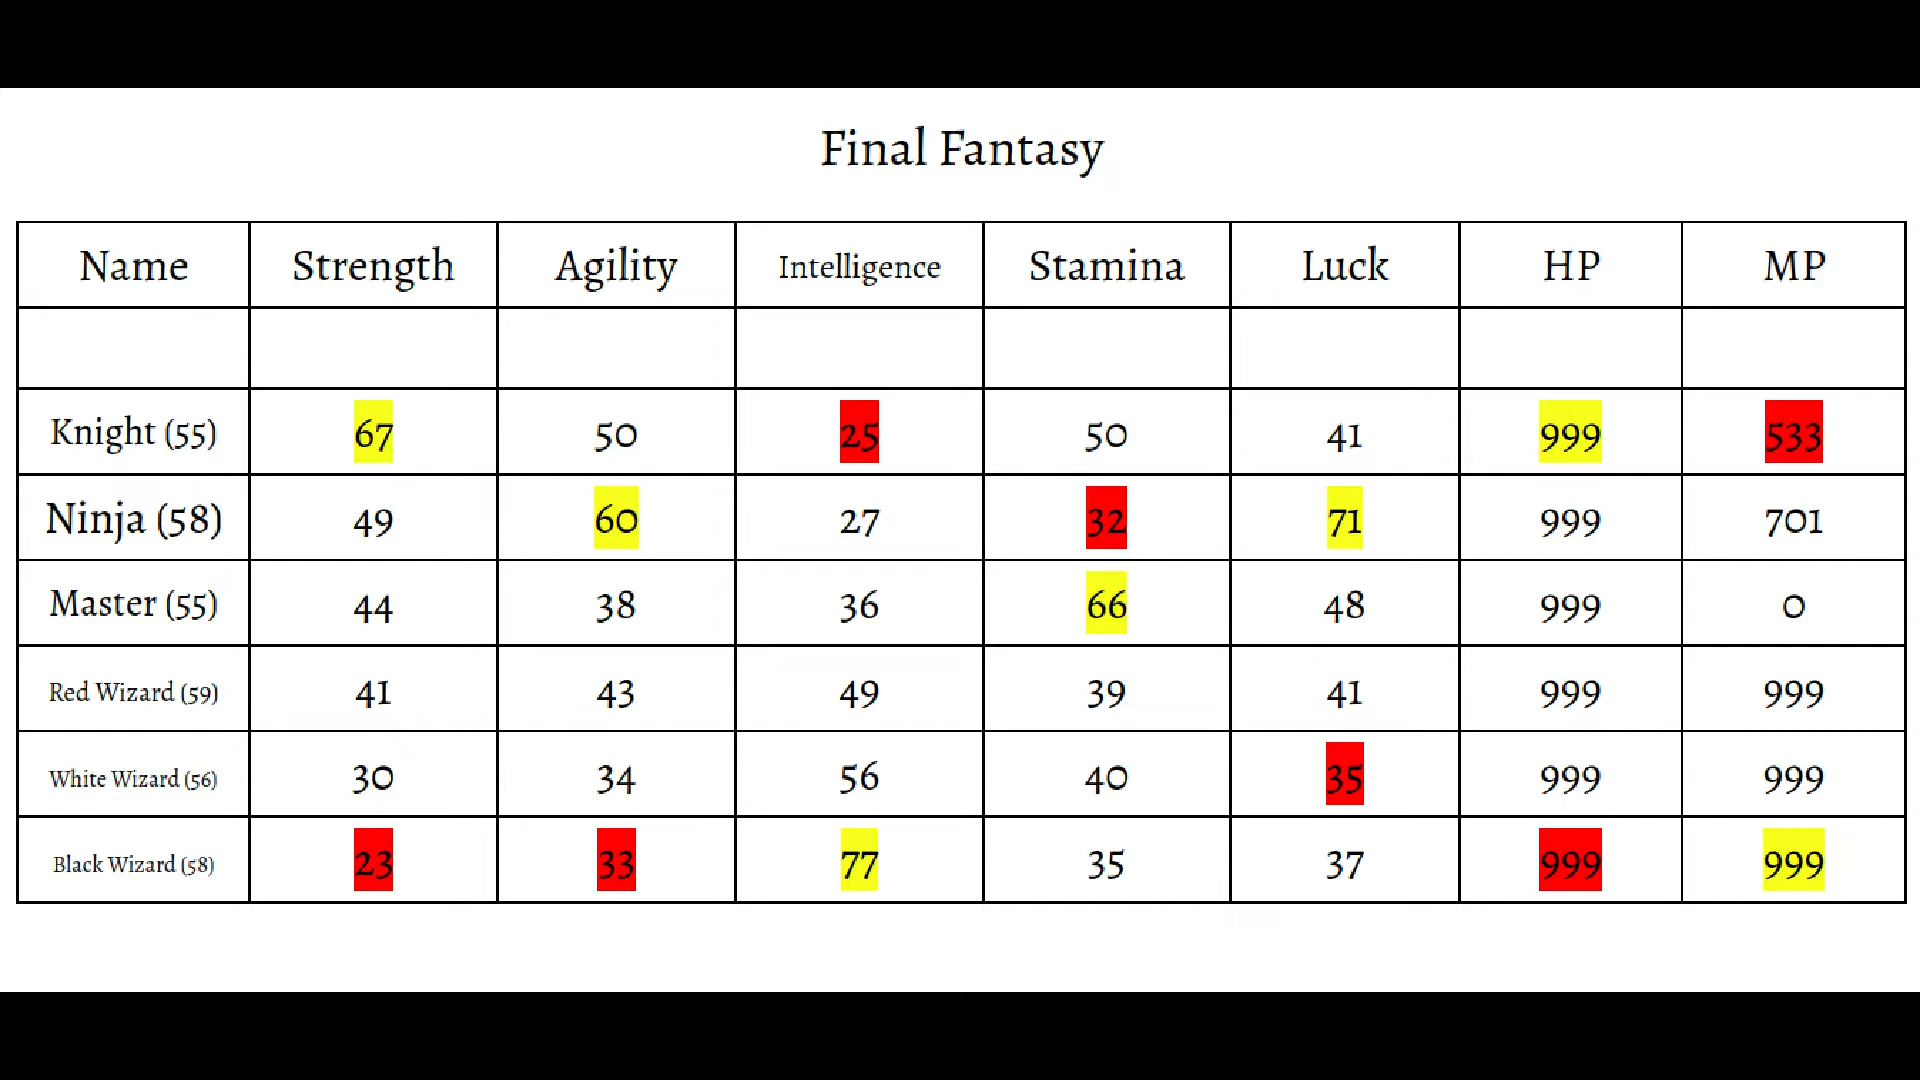 Final Fantasy
Name Strength Agility Intelligence Stamina Luck HP MP
Knight (55) 67 50 25 50 41 999 533
Ninja (58) 49 60 27 32 71 999 701
Master (55) 44 38 36 66 48 999 0
Red Wizard (59) 41 43 49 39 41 999 999
White Wizard (56) 30 34 56 40 35 999 999
Black Wizard (58) 23 33 77 35 37 999 999